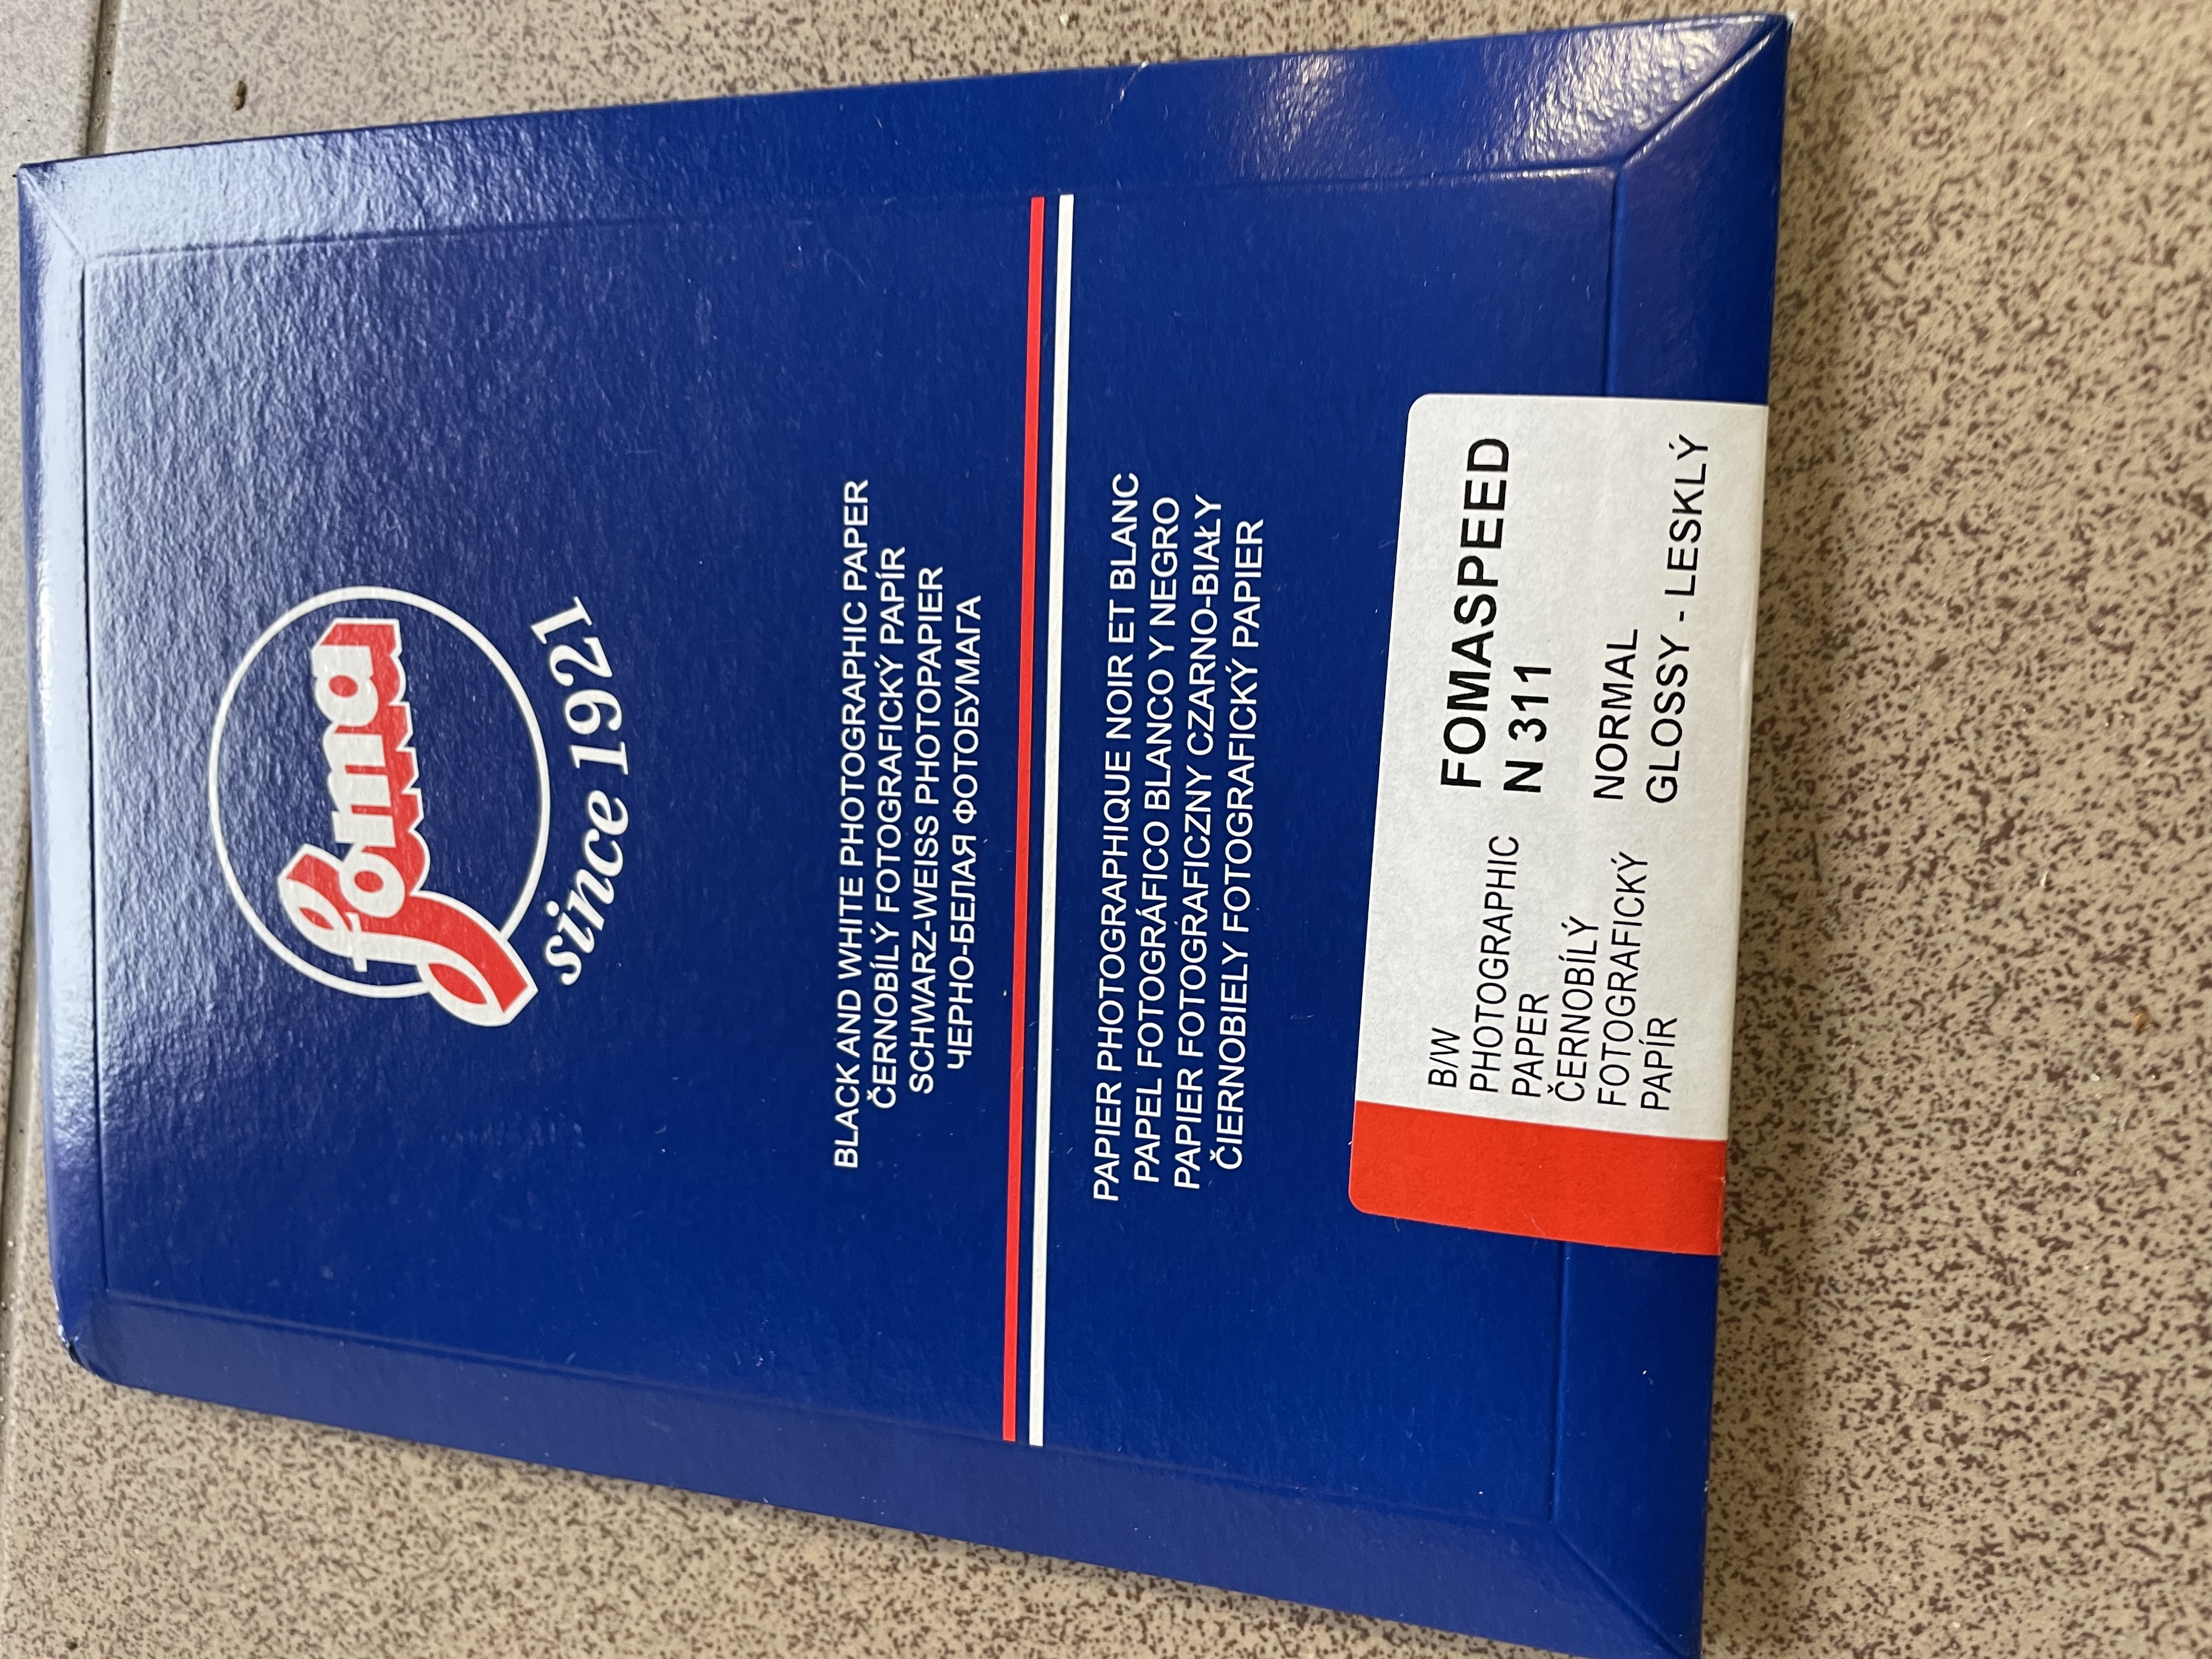 foma
since 1921
BLACK AND WHITE PHOTOGRAPHIC PAPER
ČERNOBÍLÝ FOTOGRAFICKÝ PAPÍR
SCHWARZ-WEISS PHOTOPAPIER
ЧЕРНО-БЕЛАЯ ФОТОБУМАГА
PAPIER PHOTOGRAPHIQUE NOIR ET BLANC
PAPEL FOTOGRÁFICO BLANCO Y NEGRO
PAPIER FOTOGRAFICZNY CZARNO-BIAŁY
ČIERNOBIELY FOTOGRAFICKÝ PAPIER
B/W
PHOTOGRAPHIC
PAPER
ČERNOBÍLÝ
FOTOGRAFICKÝ
PAPÍR
FOMASPEED
N 311
NORMAL
GLOSSY - LESKLÝ